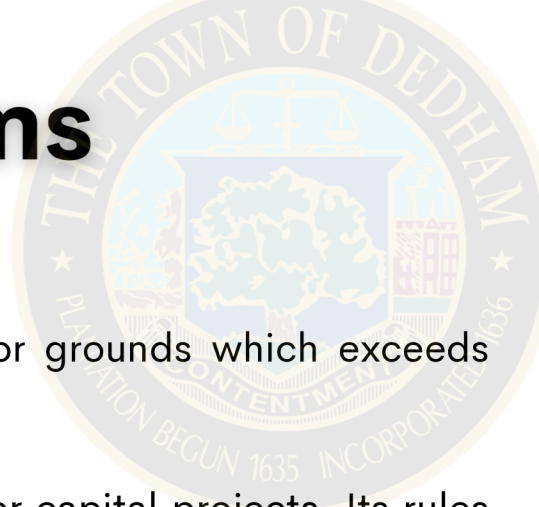 THE TOWN OF DEDHAM
ms
or grounds which exceeds
CONTENTMENT
PLANTATION BEGUN 1635 INCORPORATED 1636
or capital projects. Its rules